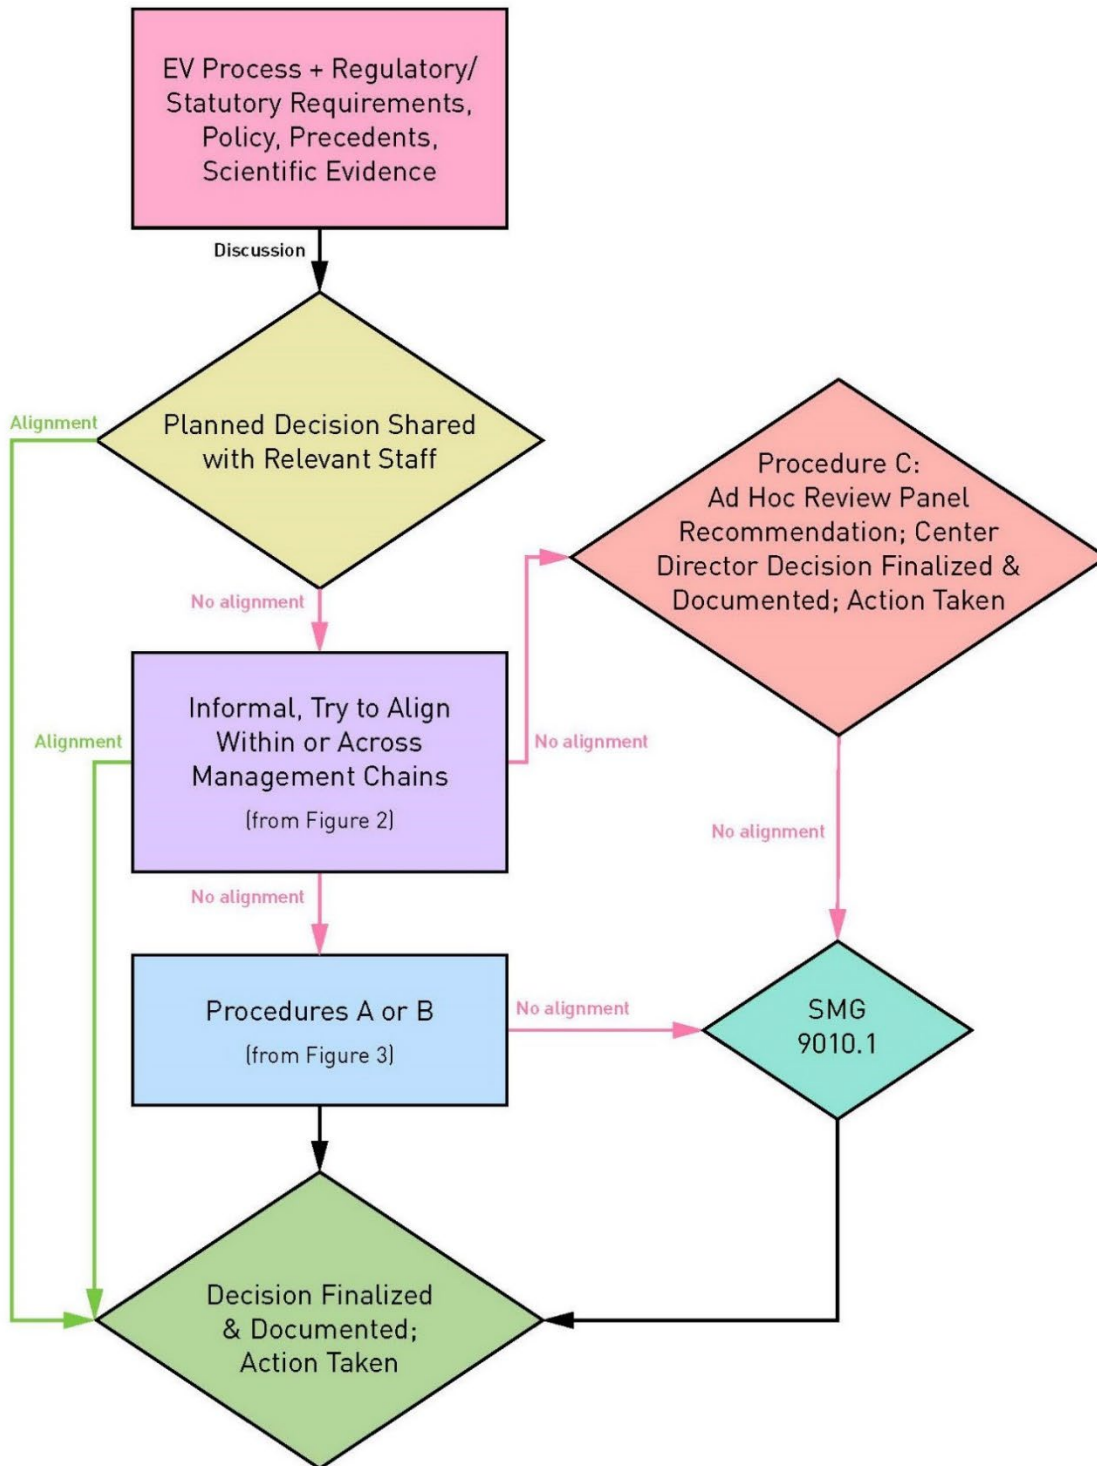 EV Process + Regulatory/
Statutory Requirements,
Policy, Precedents,
Scientific Evidence
Discussion
Alignment
Planned Decision Shared
with Relevant Staff
Procedure C:
Ad Hoc Review Panel
Recommendation; Center
Director Decision Finalized &
Documented; Action Taken
No alignment
Alignment
Informal, Try to Align
Within or Across
Management Chains
(from Figure 2)
No alignment
No alignment
No alignment
Procedures A or B
(from Figure 3)
No alignment
SMG
9010.1
Decision Finalized
& Documented;
Action Taken